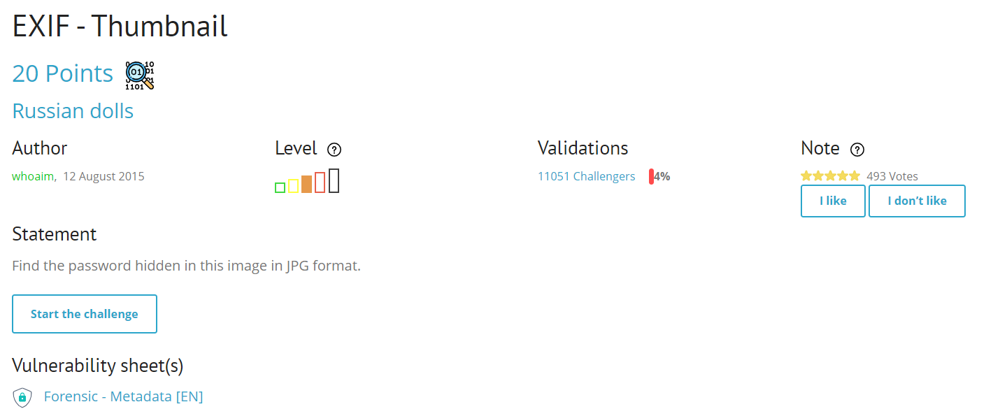 EXIF - Thumbnail
20 Points
Russian dolls
Author
Level ?
Validations
Note ?
whoaim, 12 August 2015
11051 Challengers 4%
493 Votes
I like
I don’t like
Statement
Find the password hidden in this image in JPG format.
Start the challenge
Vulnerability sheet(s)
Forensic - Metadata [EN]